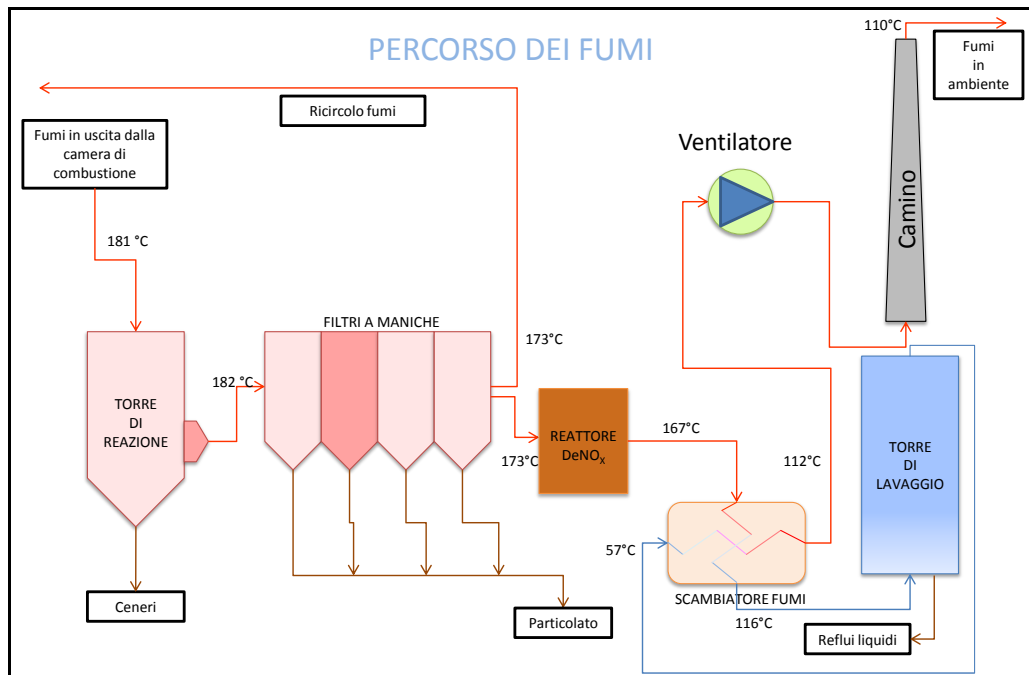 PERCORSO DEI FUMI
110°C
Fumi
in
ambiente
Ricircolo fumi
Fumi in uscita dalla
camera di
combustione
Ventilatore
Camino
181 °C
FILTRI A MANICHE
173°C
182 °C
TORRE
DI
REAZIONE
REATTORE
DeNOx
173°C
167°C
112°C
TORRE
DI
LAVAGGIO
57°C
SCAMBIATORE FUMI
116°C
Ceneri
Particolato
Reflui liquidi